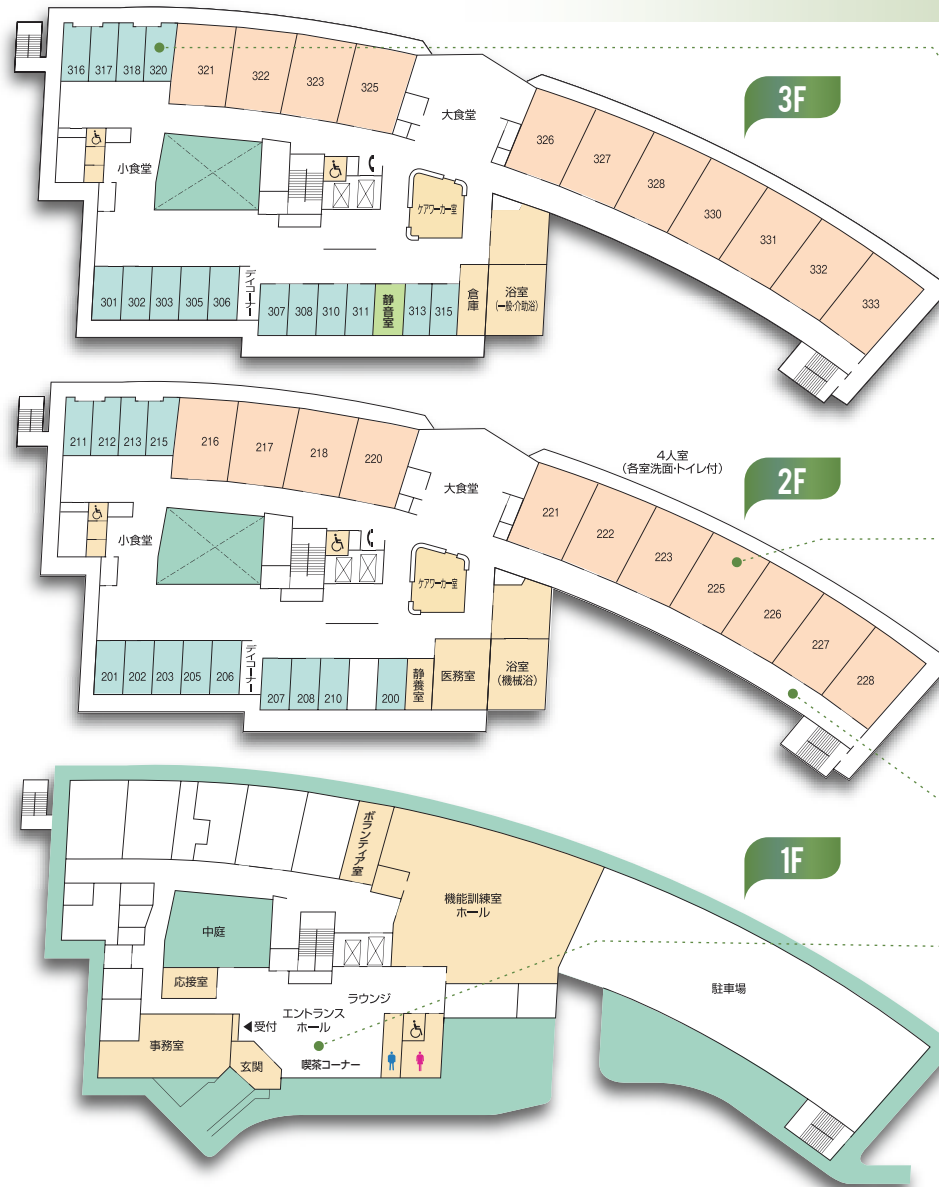 3F
316 317 318 320 321 322 323 325
大食堂
326 327 328 330 331 332 333
小食堂
ケアワーカー室
301 302 303 305 306
デイコーナー
307 308 310 311
静音室
313 315
倉庫
浴室
(一般・介助浴)
2F
4人室
(各室洗面・トイレ付)
211 212 213 215 216 217 218 220
大食堂
221 222 223 225 226 227 228
小食堂
ケアワーカー室
201 202 203 205 206
デイコーナー
207 208 210 200
静養室
医務室
浴室
(機械浴)
1F
ボランティア室
機能訓練室
ホール
中庭
応接室
ラウンジ
エントランス
ホール
◀受付
事務室
玄関
喫茶コーナー
駐車場